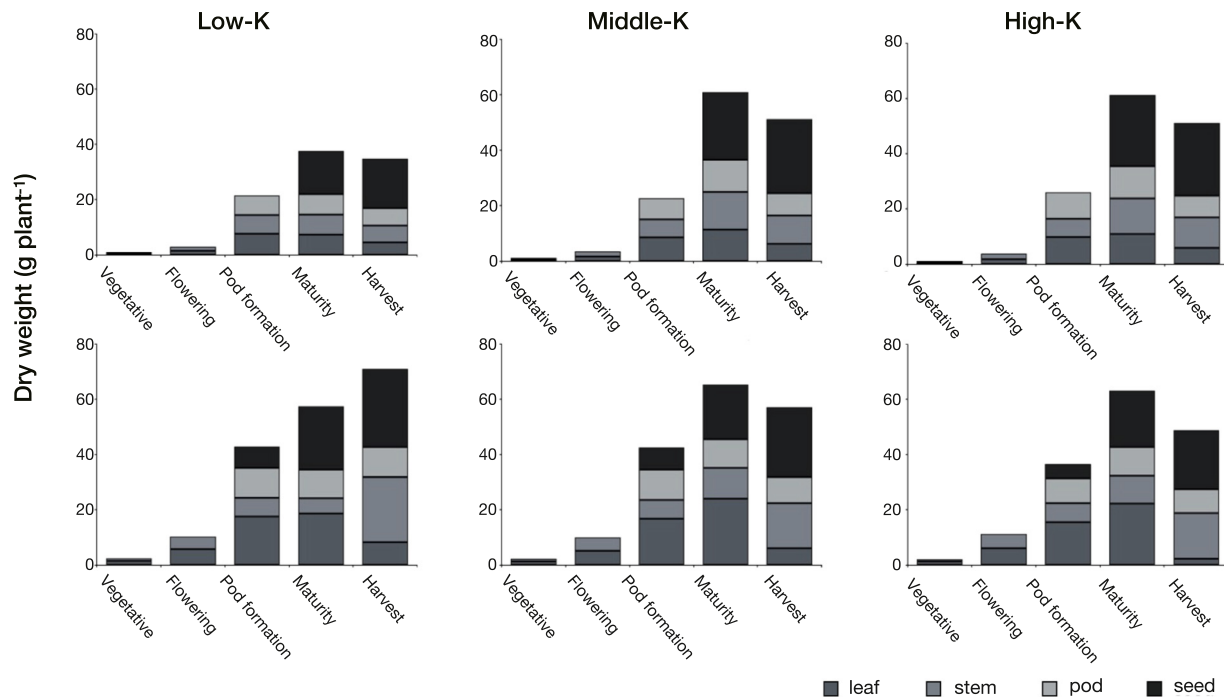 Low-K
Middle-K
High-K
Dry weight (g plant⁻¹)
80
60
40
20
0
Vegetative
Flowering
Pod formation
Maturity
Harvest
80
60
40
20
0
Vegetative
Flowering
Pod formation
Maturity
Harvest
80
60
40
20
0
Vegetative
Flowering
Pod formation
Maturity
Harvest
80
60
40
20
0
Vegetative
Flowering
Pod formation
Maturity
Harvest
80
60
40
20
0
Vegetative
Flowering
Pod formation
Maturity
Harvest
80
60
40
20
0
Vegetative
Flowering
Pod formation
Maturity
Harvest
leaf stem pod seed